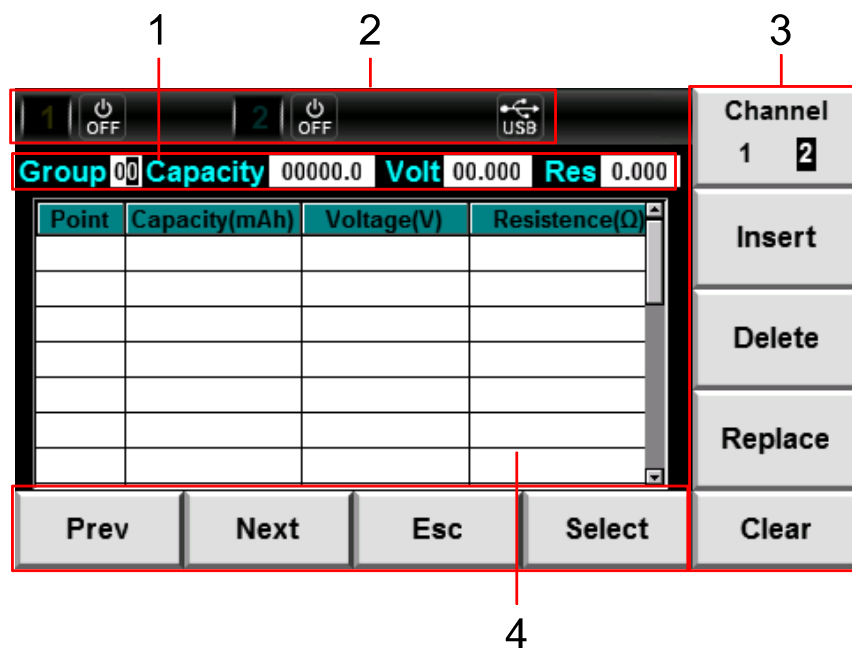 1 2 3
1 OFF 2 OFF USB
Channel
1 2
Group 00 Capacity 00000.0 Volt 00.000 Res 0.000
Point Capacity(mAh) Voltage(V) Resistence(Ω)
Insert
Delete
Replace
Prev Next Esc Select Clear
4